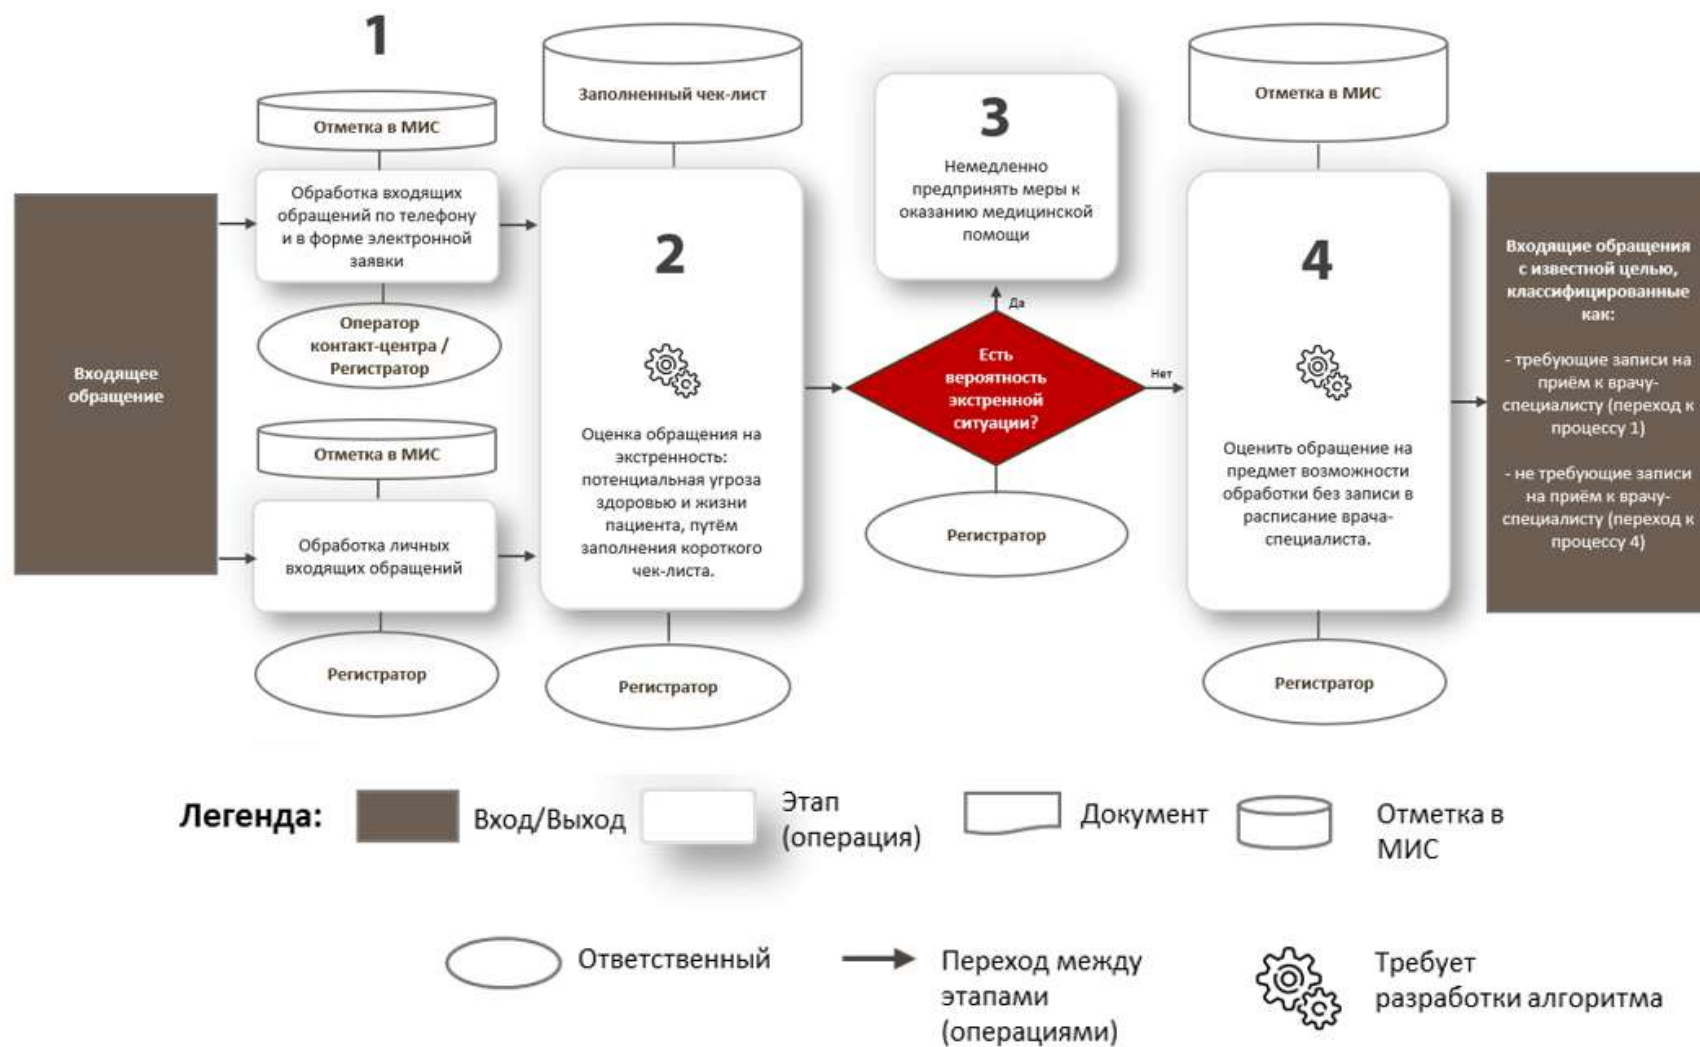 1
Отметка в МИС
Обработка входящих
обращений по телефону
и в форме электронной
заявки
Оператор
контакт-центра /
Регистратор
Входящее
обращение
Отметка в МИС
Обработка личных
входящих обращений
Регистратор
Заполненный чек-лист
2
Оценка обращения на
экстренность:
потенциальная угроза
здоровью и жизни
пациента, путём
заполнения короткого
чек-листа.
Регистратор
3
Немедленно
предпринять меры к
оказанию медицинской
помощи
Да
Есть
вероятность
экстренной
ситуации?
Нет
Регистратор
Отметка в МИС
4
Оценить обращение на
предмет возможности
обработки без записи в
расписание врача-
специалиста.
Регистратор
Входящие обращения
с известной целью,
классифицированные
как:
- требующие записи на
приём к врачу-
специалисту (переход к
процессу 1)
- не требующие записи
на приём к врачу-
специалисту (переход к
процессу 4)
Легенда:
Вход/Выход
Этап
(операция)
Документ
Отметка в
МИС
Ответственный
Переход между
этапами
(операциями)
Требует
разработки алгоритма